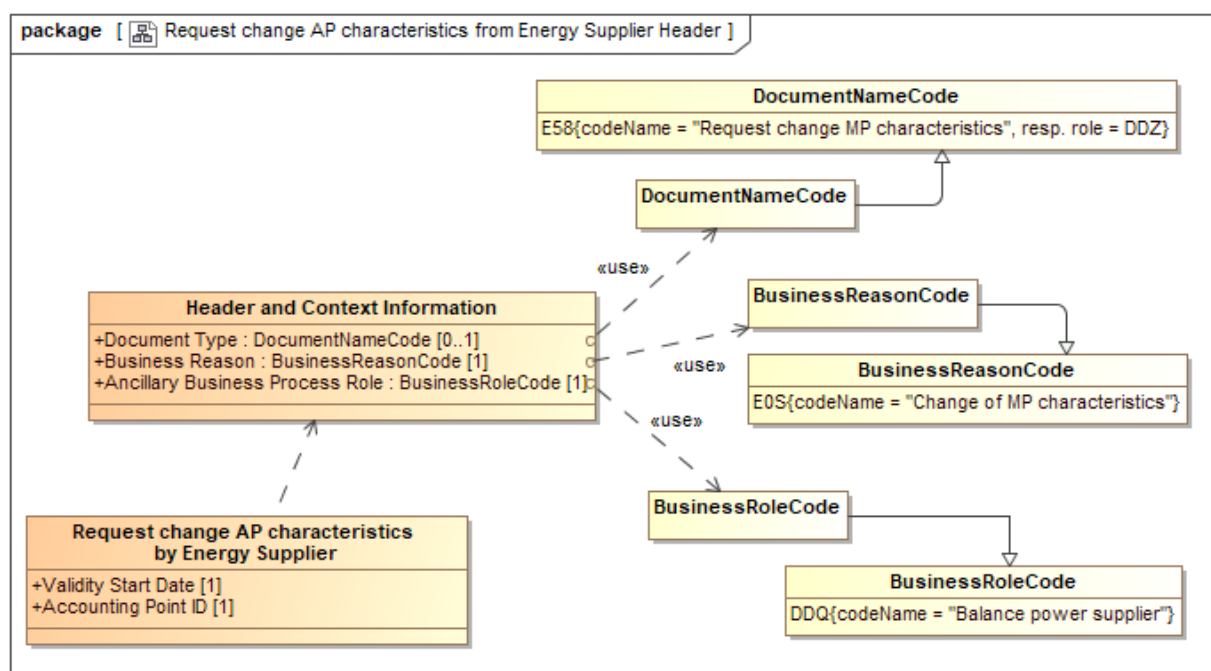 package [ Request change AP characteristics from Energy Supplier Header ]
DocumentNameCode
E58{codeName = "Request change MP characteristics", resp. role = DDZ}
DocumentNameCode
«use»
Header and Context Information
+Document Type : DocumentNameCode [0..1]
+Business Reason : BusinessReasonCode [1]
+Ancillary Business Process Role : BusinessRoleCode [1]
BusinessReasonCode
«use»
BusinessReasonCode
E0S{codeName = "Change of MP characteristics"}
«use»
BusinessRoleCode
Request change AP characteristics
by Energy Supplier
+Validity Start Date [1]
+Accounting Point ID [1]
BusinessRoleCode
DDQ{codeName = "Balance power supplier"}